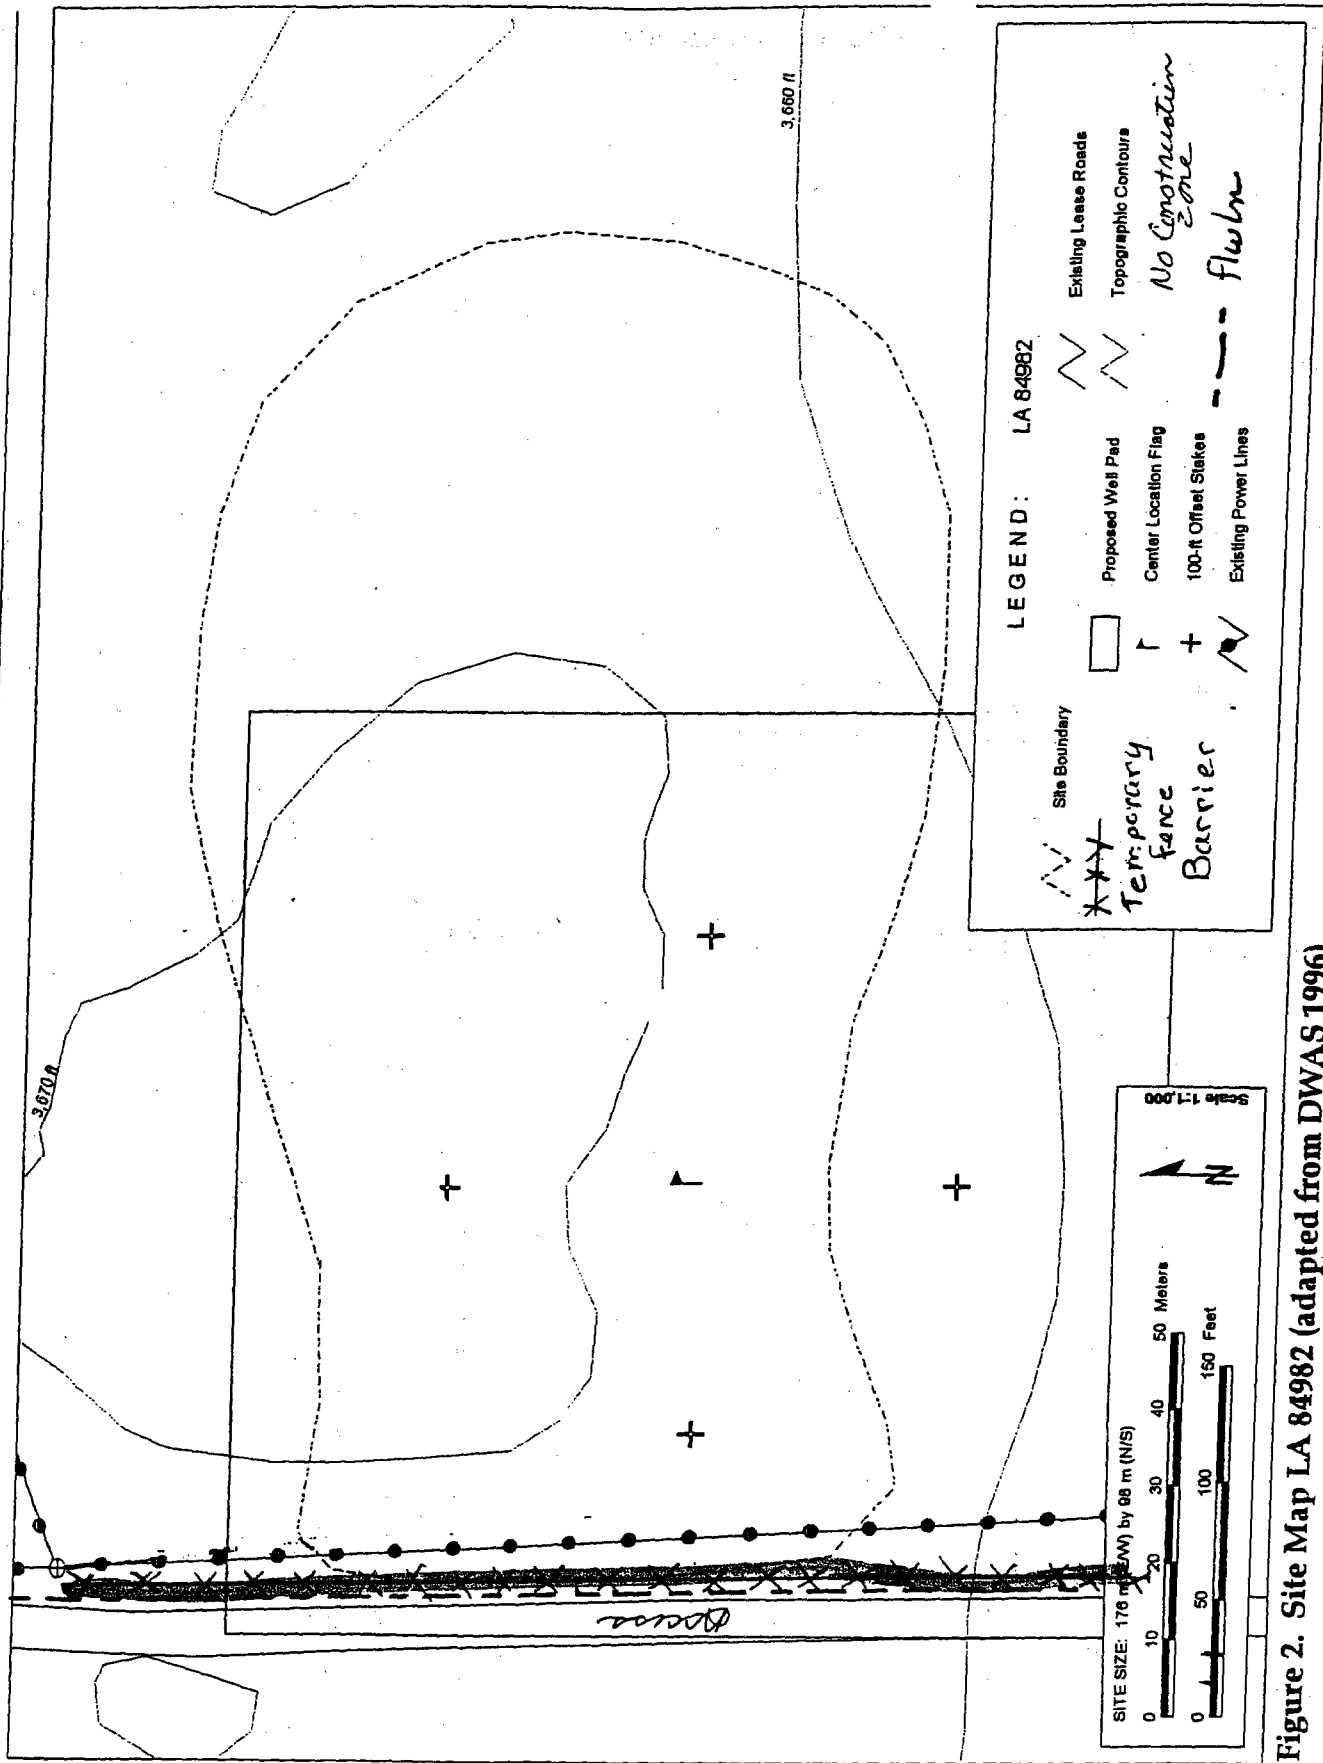 3,670 ft
3,660 ft
Access
LEGEND: LA 84982
Site Boundary
Temporary
Fence
Barrier
Proposed Well Pad
Center Location Flag
100-ft Offset Stakes
Existing Power Lines
Existing Lease Roads
Topographic Contours
No Construction
Zone
SITE SIZE: 176 m (E/W) by 98 m (N/S)
0 10 20 30 40 50 Meters
0 50 100 150 Feet
N
Scale 1:1,000
Figure 2. Site Map LA 84982 (adapted from DWAS 1996)